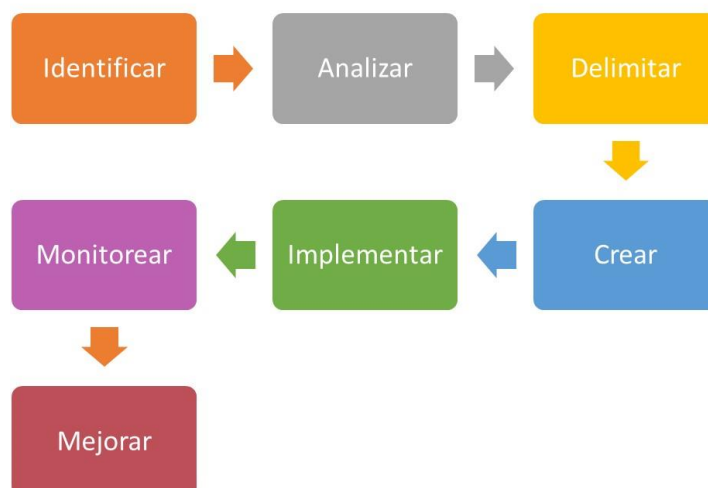 Identificar
Analizar
Delimitar
Crear
Implementar
Monitorear
Mejorar